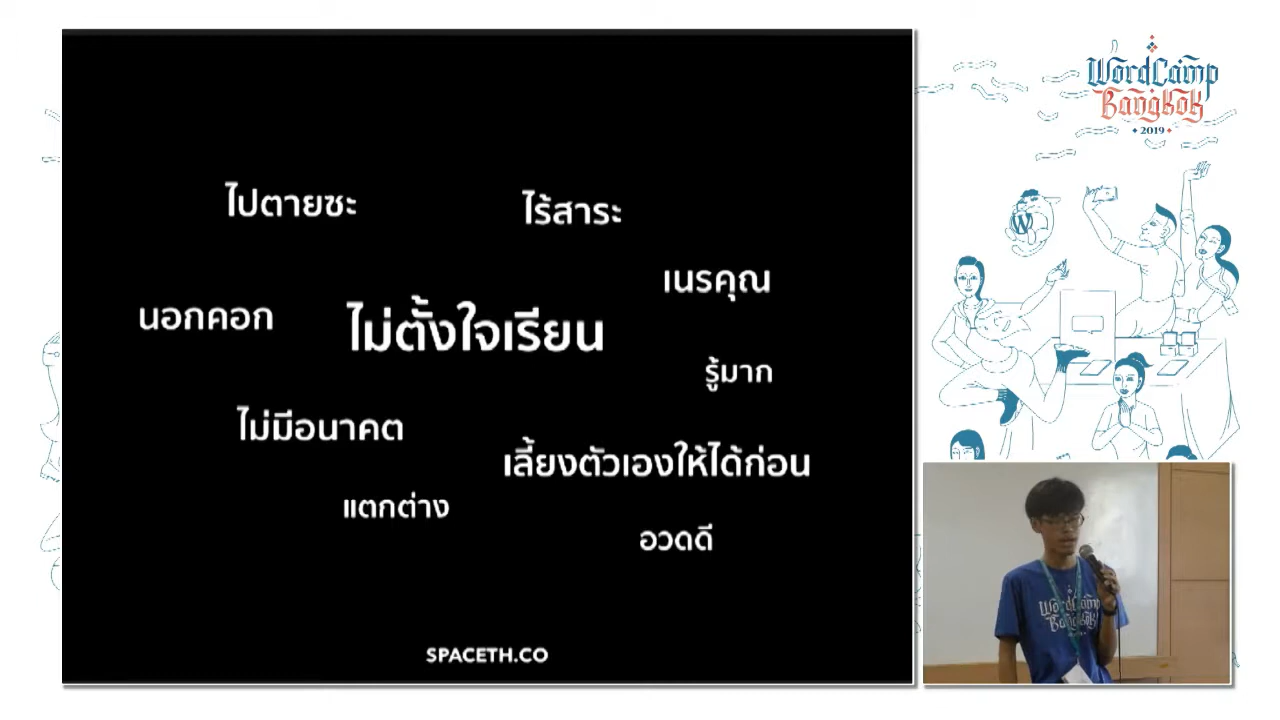 WordCamp
Bangkok
2019
ไปตายซะ
ไร้สาระ
เนรคุณ
นอกคอก
ไม่ตั้งใจเรียน
รู้มาก
ไม่มีอนาคต
เลี้ยงตัวเองให้ได้ก่อน
แตกต่าง
อวดดี
SPACETH.CO
WordCamp
Bangkok